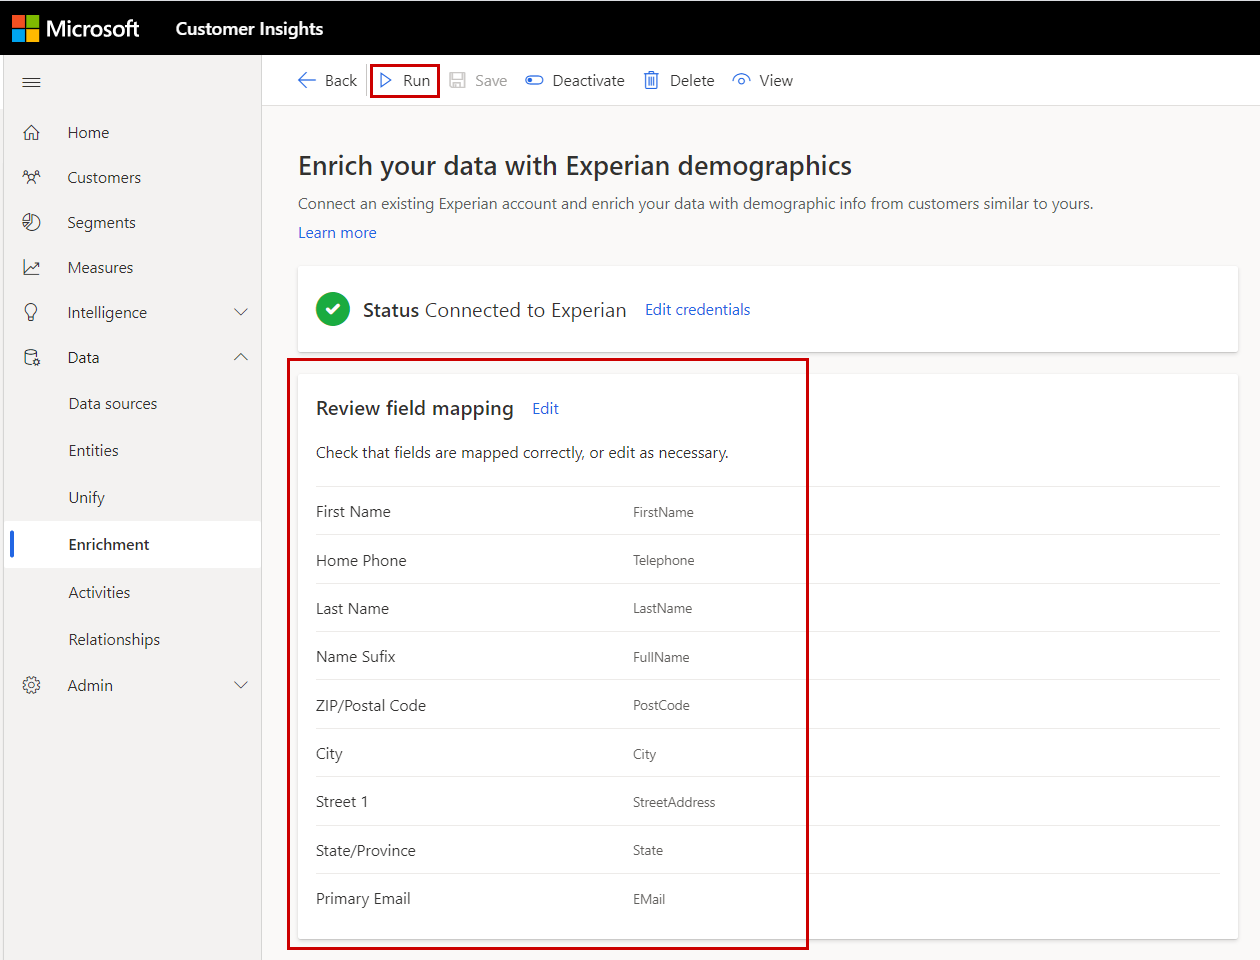 Microsoft Customer Insights
Back Run Save Deactivate Delete View
Home
Customers
Segments
Measures
Intelligence
Data
Data sources
Entities
Unify
Enrichment
Activities
Relationships
Admin
Enrich your data with Experian demographics
Connect an existing Experian account and enrich your data with demographic info from customers similar to yours.
Learn more
Status Connected to Experian Edit credentials
Review field mapping Edit
Check that fields are mapped correctly, or edit as necessary.
First Name FirstName
Home Phone Telephone
Last Name LastName
Name Sufix FullName
ZIP/Postal Code PostCode
City City
Street 1 StreetAddress
State/Province State
Primary Email EMail